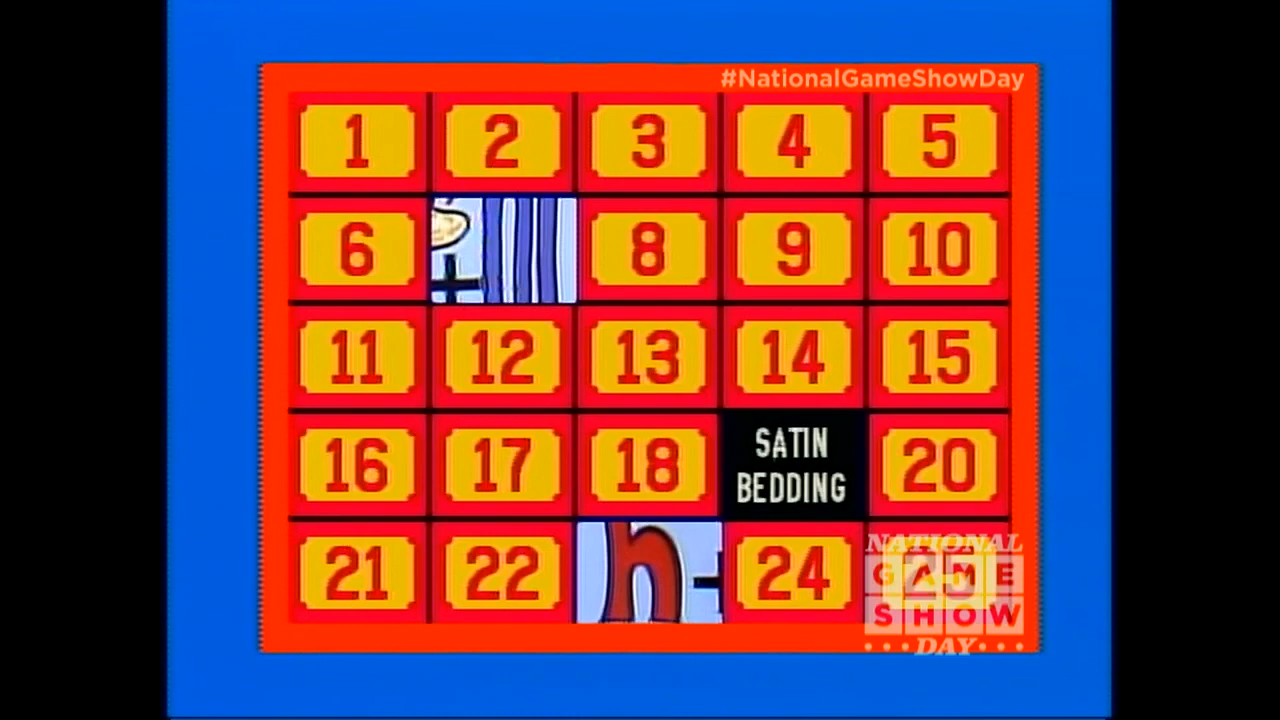 #NationalGameShowDay
1 2 3 4 5
6 + 8 9 10
11 12 13 14 15
16 17 18 SATIN BEDDING 20
21 22 n+ 24 25
NATIONAL
GAME
SHOW
DAY